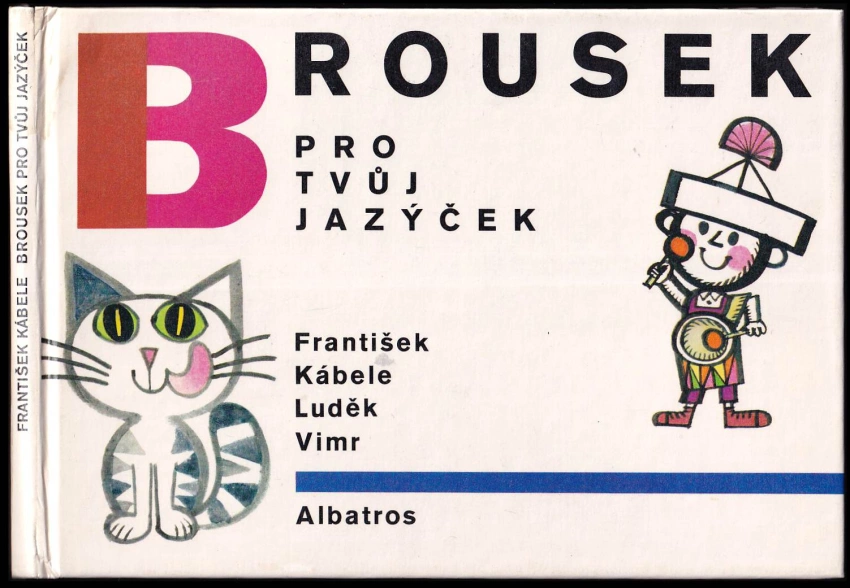 FRANTIŠEK KÁBELE BROUSEK PRO TVŮJ JAZÝČEK
BROUSEK
PRO
TVŮJ
JAZÝČEK
František
Kábele
Luděk
Vimr
Albatros